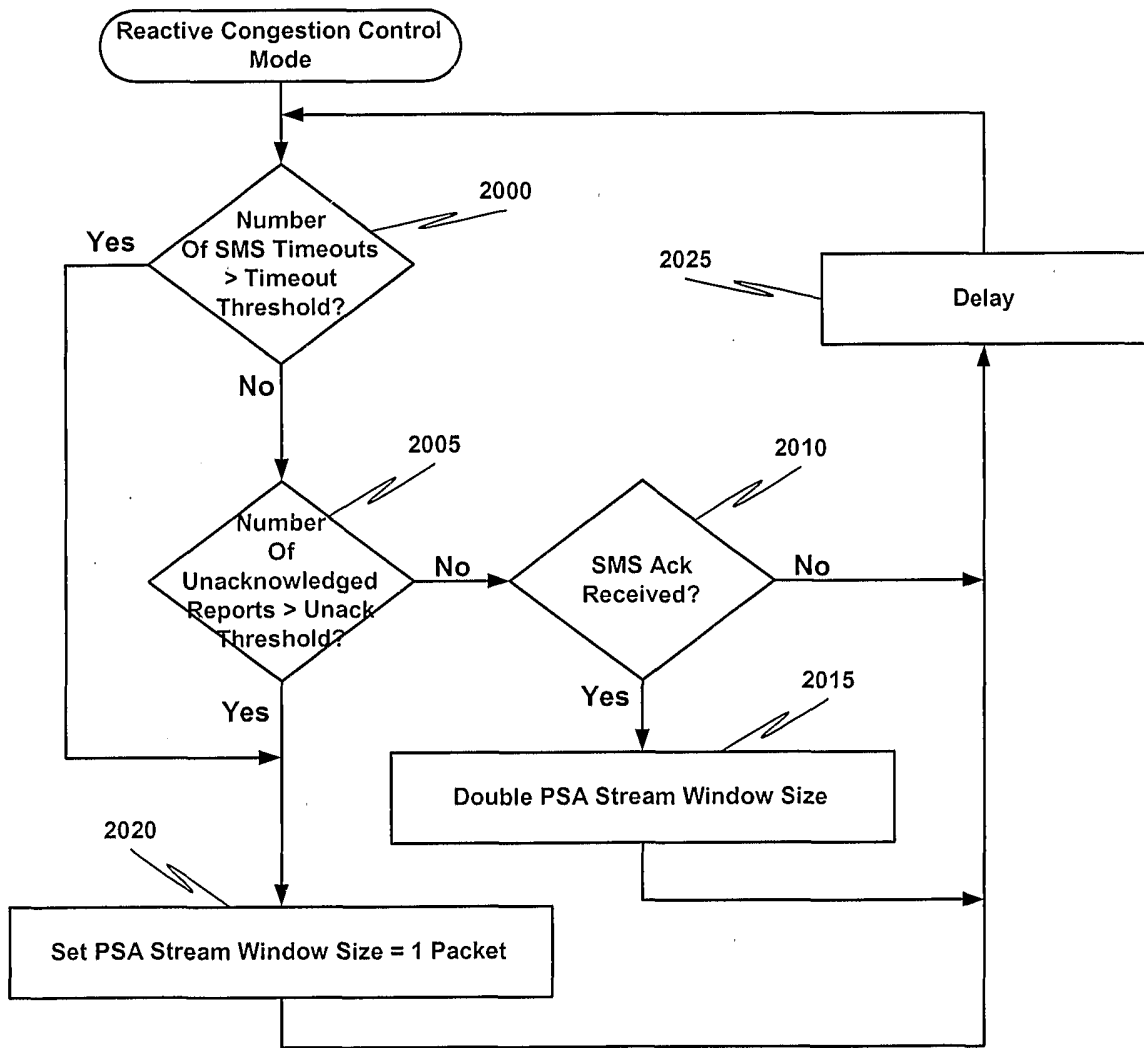 Reactive Congestion Control
Mode
2000
Number
Of SMS Timeouts
> Timeout
Threshold?
Yes
No
2025
Delay
2005
Number
Of
Unacknowledged
Reports > Unack
Threshold?
No
Yes
2010
SMS Ack
Received?
No
Yes
2015
Double PSA Stream Window Size
2020
Set PSA Stream Window Size = 1 Packet